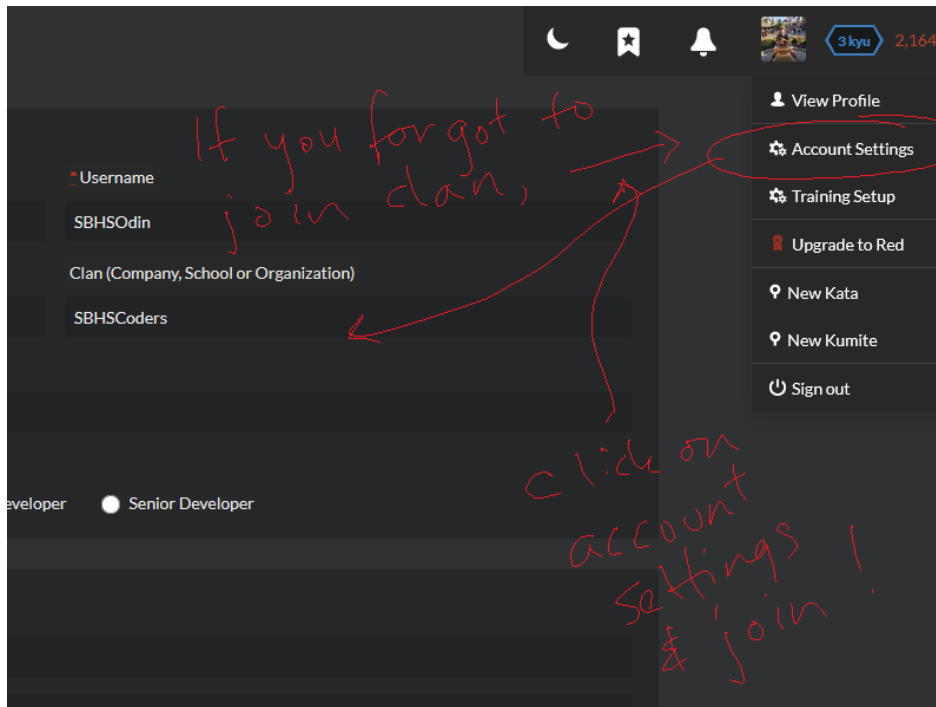 3 kyu 2,164
View Profile
If you forgot to
join clan,
Account Settings
*Username
Training Setup
SBHSOdin
Upgrade to Red
Clan (Company, School or Organization)
New Kata
SBHSCoders
New Kumite
Sign out
click on
account
settings
& join !
eveloper
Senior Developer